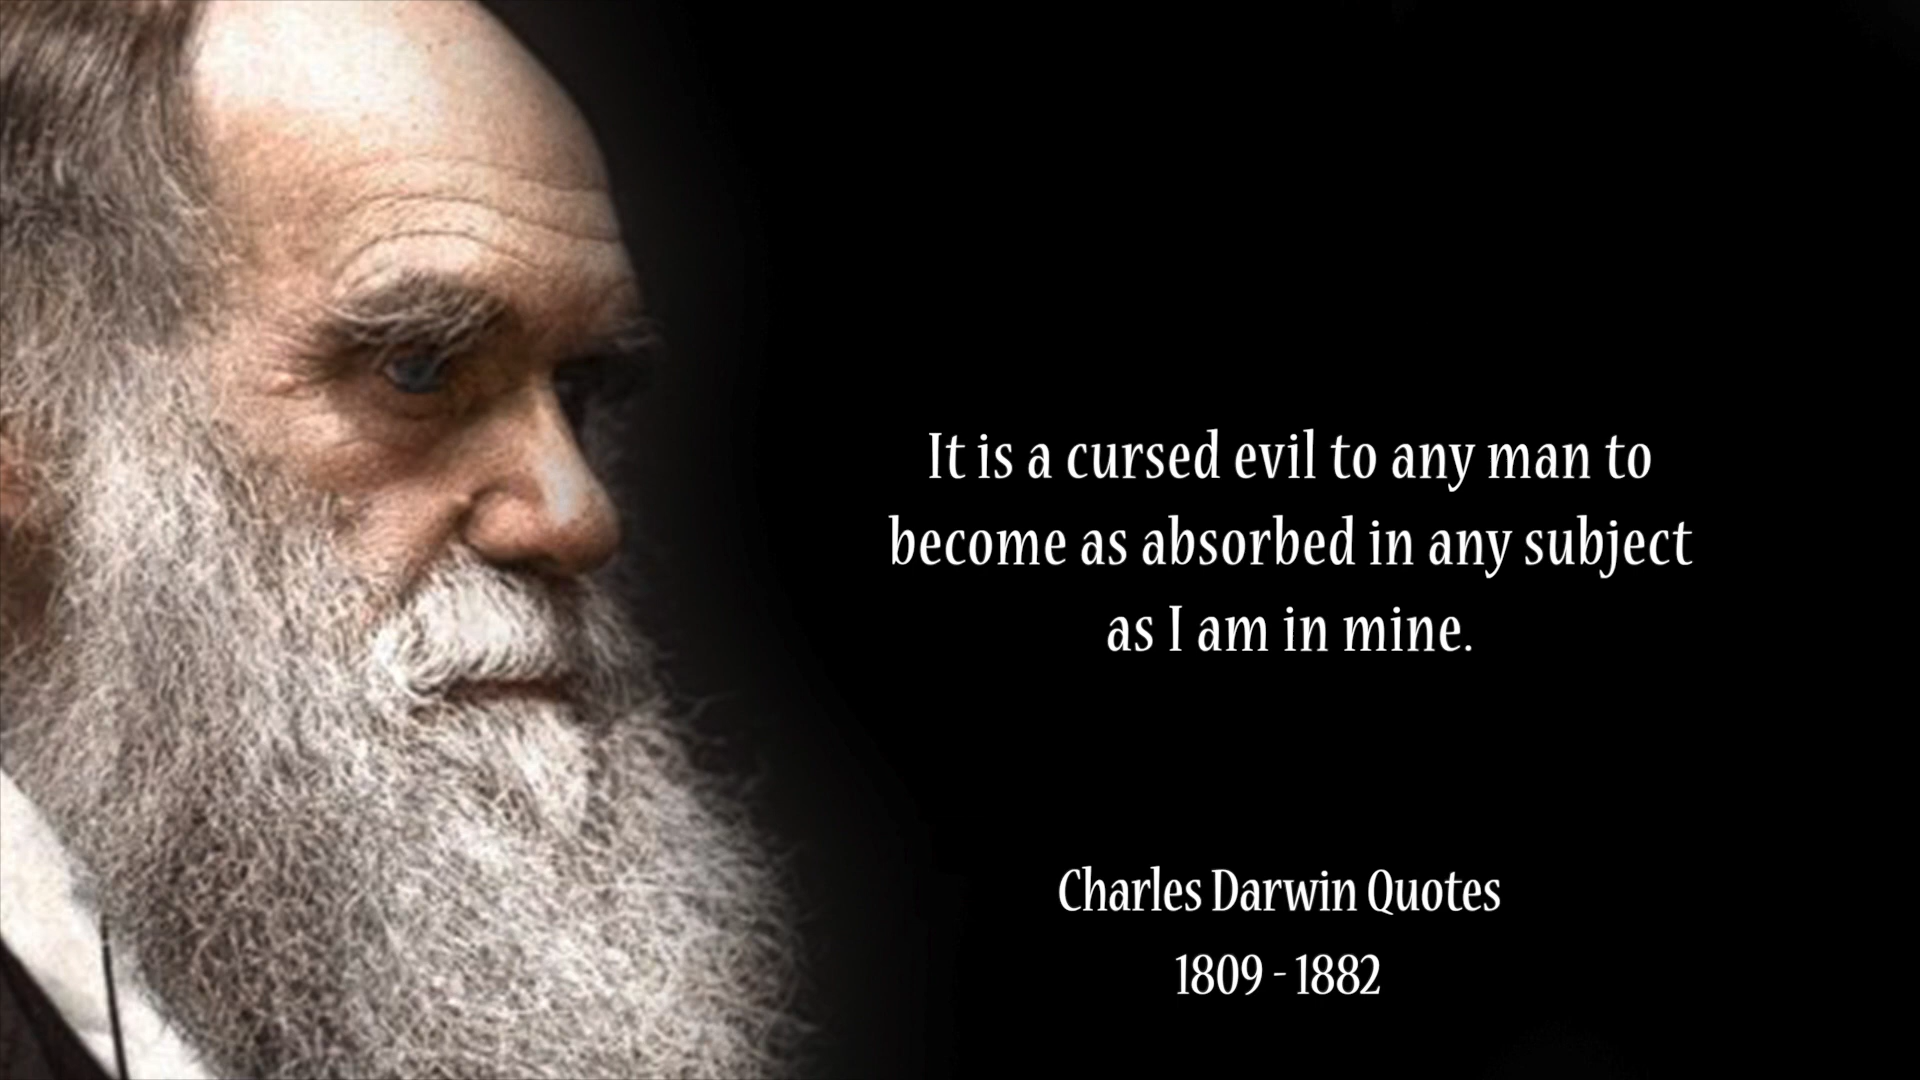 It is a cursed evil to any man to
become as absorbed in any subject
as I am in mine.
Charles Darwin Quotes
1809 - 1882